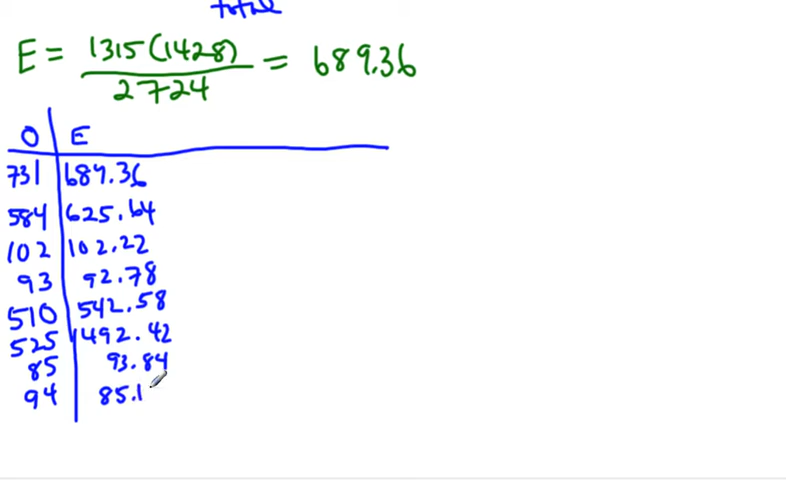 total
E = 1315(1428) / 2724 = 689.36
O E
731 689.36
584 625.64
102 102.22
93 92.78
510 542.58
525 492.42
85 93.84
94 85.1